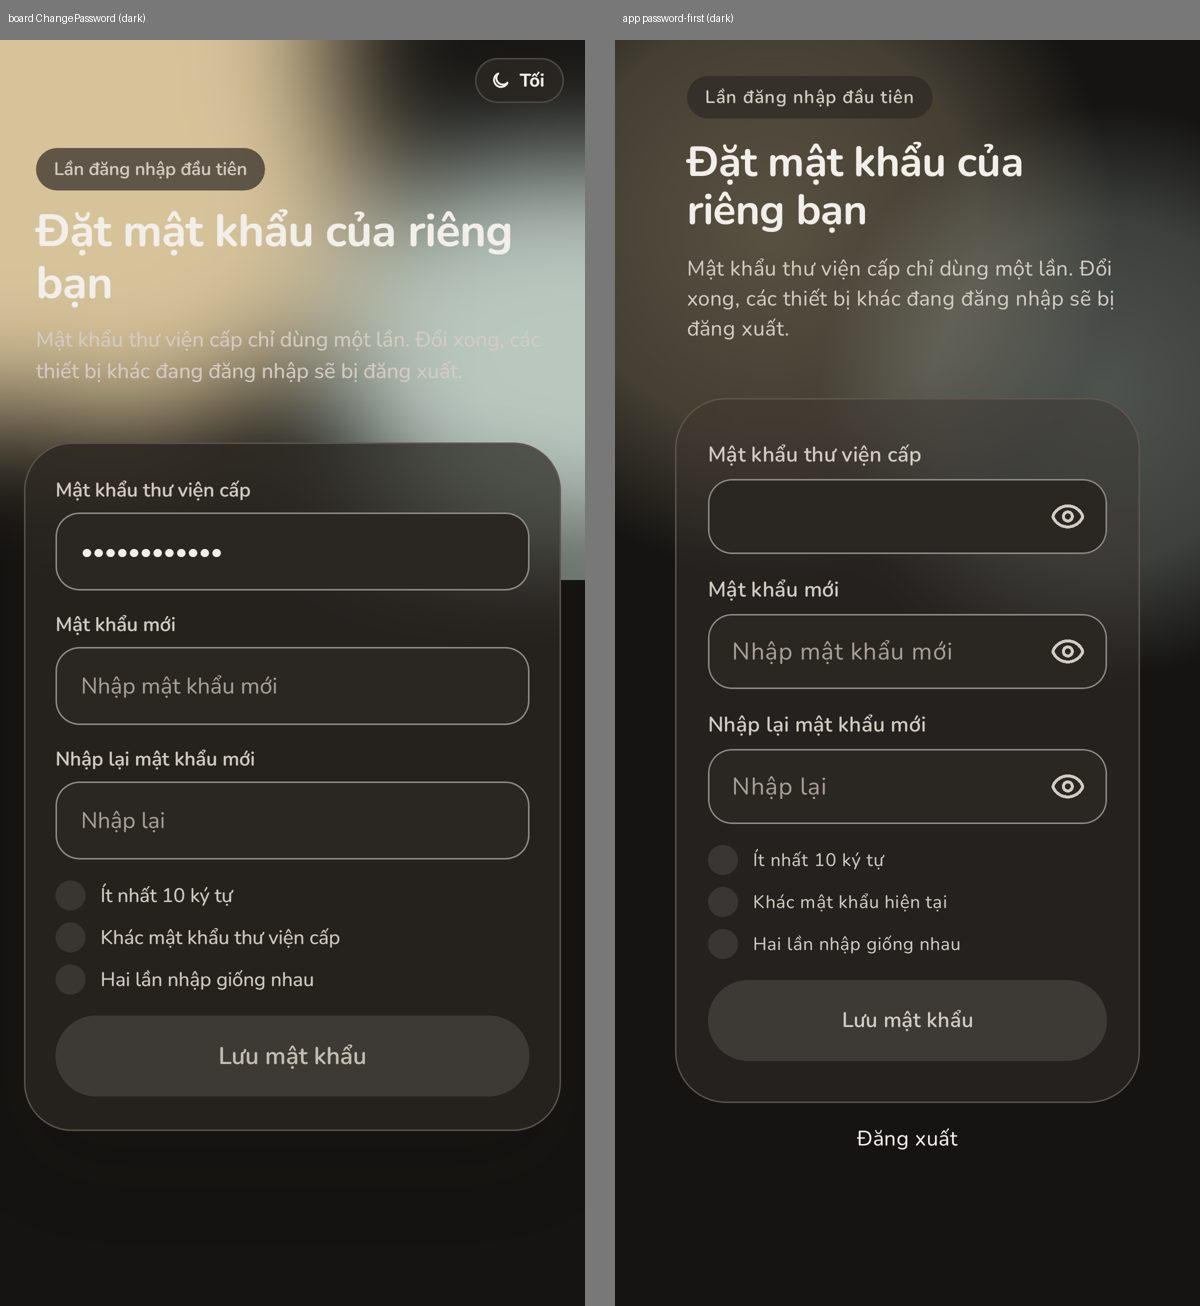 board ChangePassword (dark)
Tối
Lần đăng nhập đầu tiên
Đặt mật khẩu của riêng
bạn
Mật khẩu thư viện cấp chỉ dùng một lần. Đổi xong, các
thiết bị khác đang đăng nhập sẽ bị đăng xuất.
Mật khẩu thư viện cấp
••••••••••••
Mật khẩu mới
Nhập mật khẩu mới
Nhập lại mật khẩu mới
Nhập lại
Ít nhất 10 ký tự
Khác mật khẩu thư viện cấp
Hai lần nhập giống nhau
Lưu mật khẩu
app password-first (dark)
Lần đăng nhập đầu tiên
Đặt mật khẩu của
riêng bạn
Mật khẩu thư viện cấp chỉ dùng một lần. Đổi
xong, các thiết bị khác đang đăng nhập sẽ bị
đăng xuất.
Mật khẩu thư viện cấp
Mật khẩu mới
Nhập mật khẩu mới
Nhập lại mật khẩu mới
Nhập lại
Ít nhất 10 ký tự
Khác mật khẩu hiện tại
Hai lần nhập giống nhau
Lưu mật khẩu
Đăng xuất